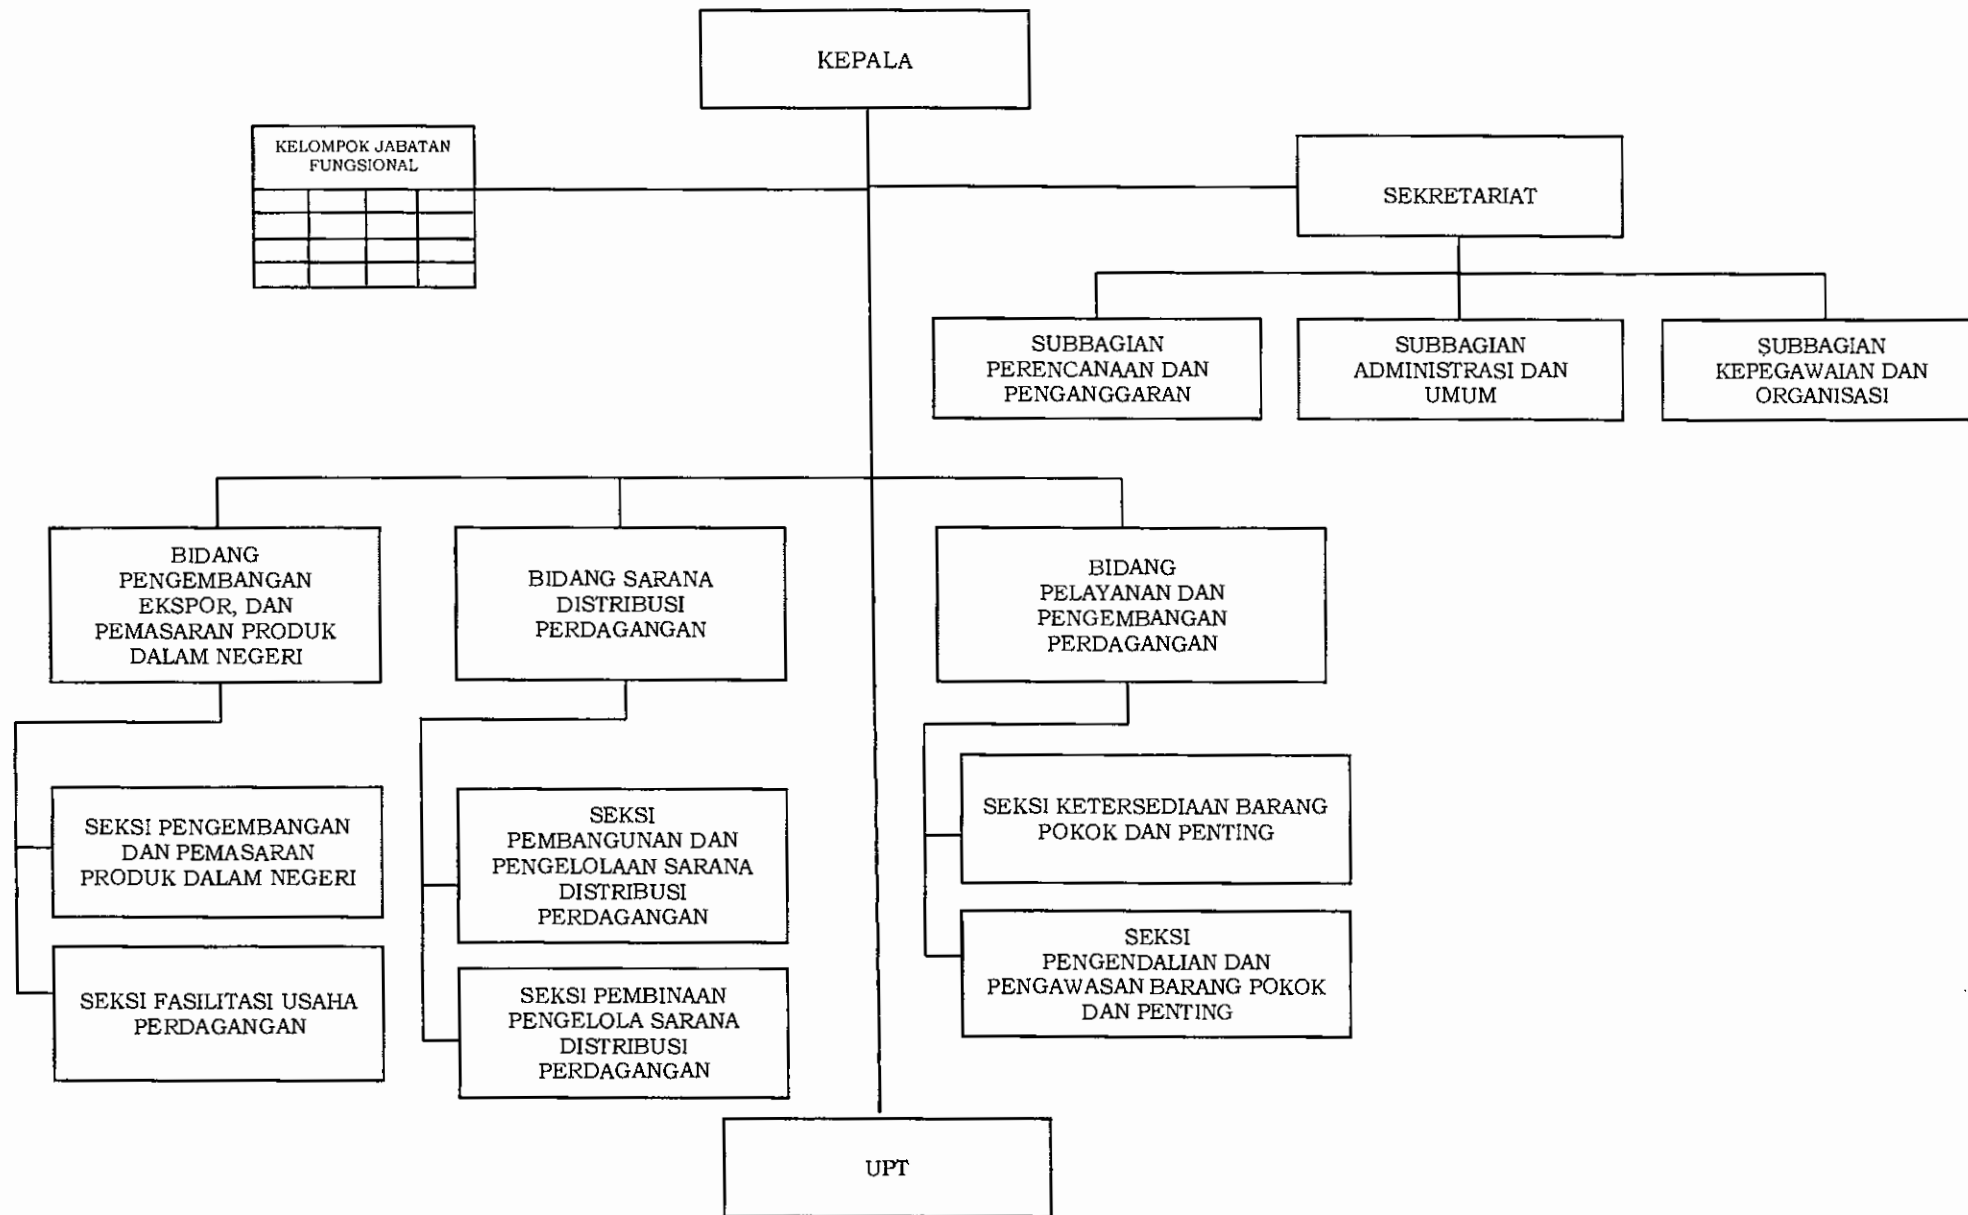 KEPALA
KELOMPOK JABATAN
FUNGSIONAL
SEKRETARIAT
SUBBAGIAN
PERENCANAAN DAN
PENGANGGARAN
SUBBAGIAN
ADMINISTRASI DAN
UMUM
SUBBAGIAN
KEPEGAWAIAN DAN
ORGANISASI
BIDANG
PENGEMBANGAN
EKSPOR, DAN
PEMASARAN PRODUK
DALAM NEGERI
BIDANG SARANA
DISTRIBUSI
PERDAGANGAN
BIDANG
PELAYANAN DAN
PENGEMBANGAN
PERDAGANGAN
SEKSI PENGEMBANGAN
DAN PEMASARAN
PRODUK DALAM NEGERI
SEKSI
PEMBANGUNAN DAN
PENGELOLAAN SARANA
DISTRIBUSI
PERDAGANGAN
SEKSI KETERSEDIAAN BARANG
POKOK DAN PENTING
SEKSI FASILITASI USAHA
PERDAGANGAN
SEKSI PEMBINAAN
PENGELOLA SARANA
DISTRIBUSI
PERDAGANGAN
SEKSI
PENGENDALIAN DAN
PENGAWASAN BARANG POKOK
DAN PENTING
UPT